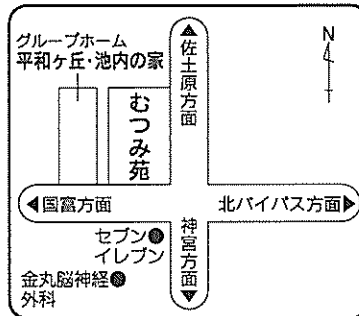 グループホーム
平和ヶ丘・池内の家
むつみ苑
▲佐土原方面
N
◀国富方面
北バイパス方面▶
神宮方面▼
セブン
イレブン
金丸脳神経
外科